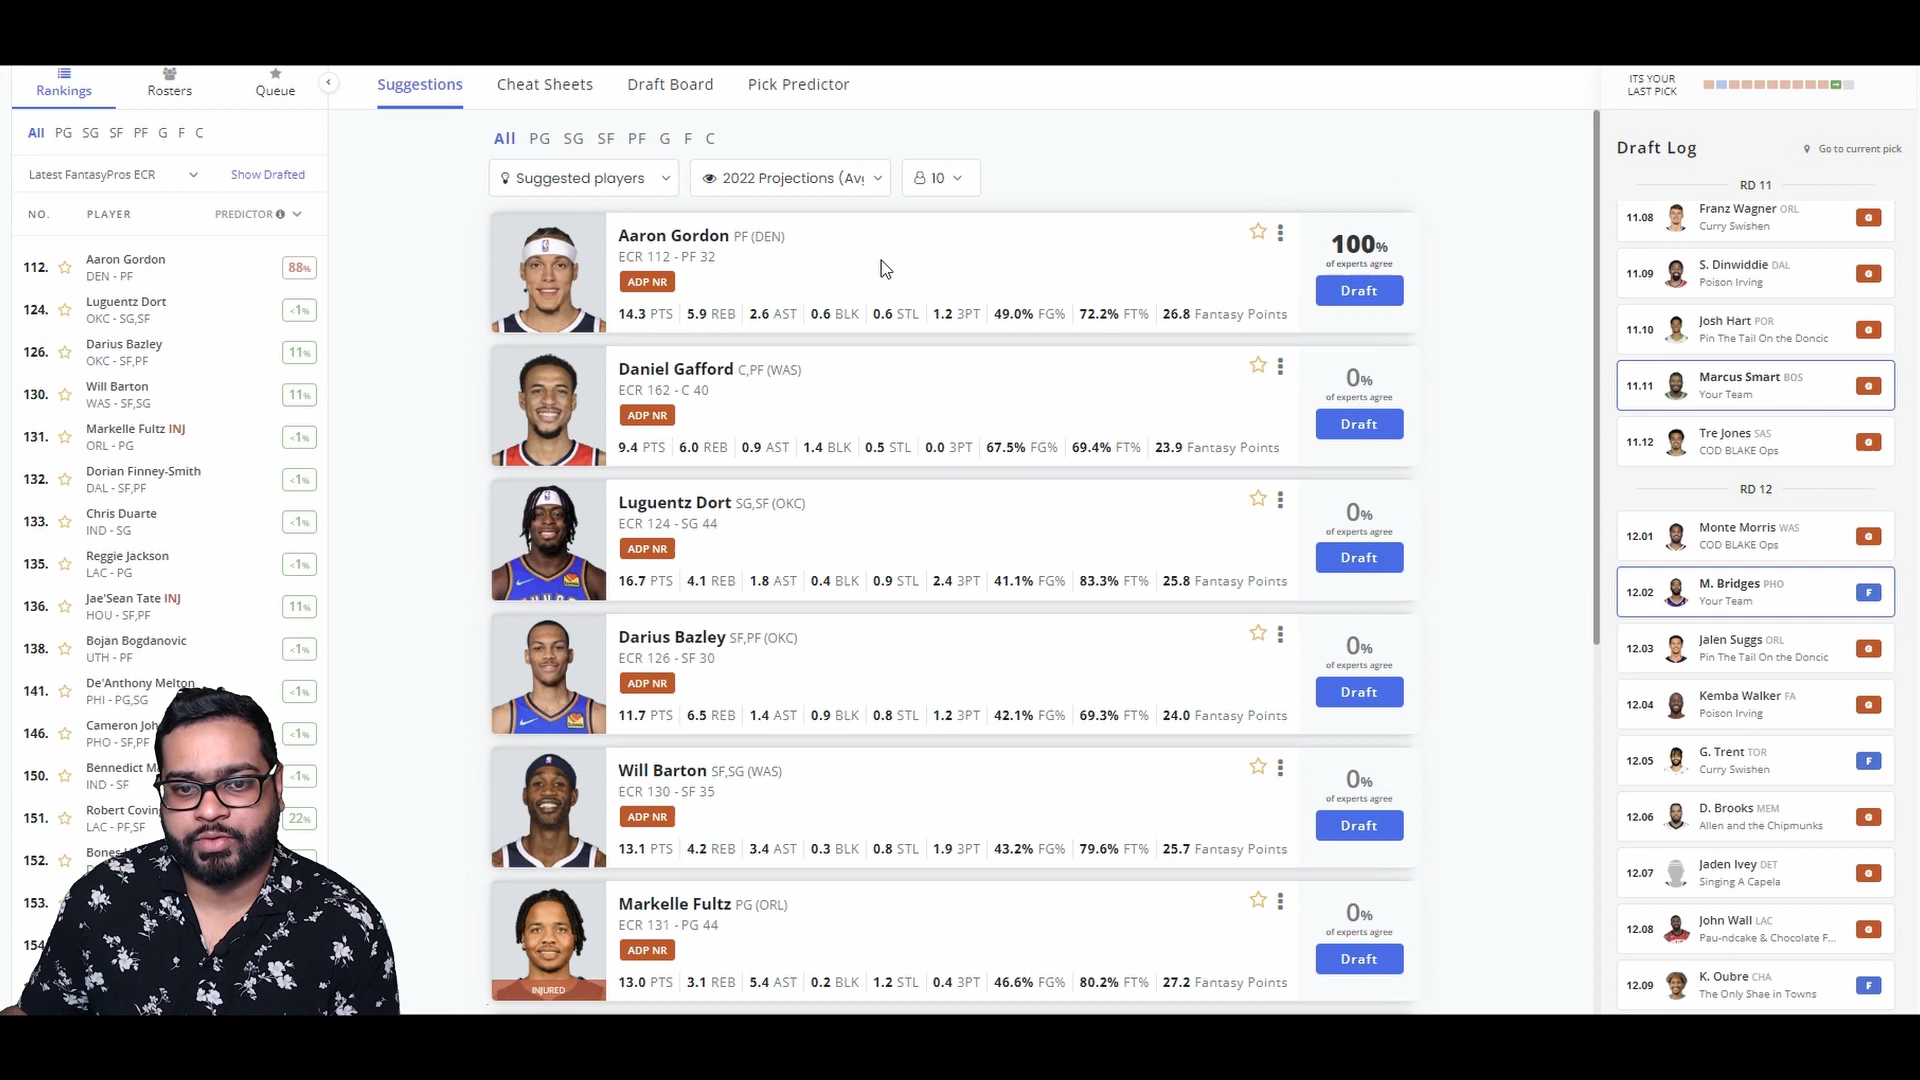 Rankings
Rosters
Queue
All PG SG SF PF G F C
Latest FantasyPros ECR
Show Drafted
NO. PLAYER PREDICTOR
112. Aaron Gordon 88%
DEN - PF
124. Luguentz Dort <1%
OKC - SG,SF
126. Darius Bazley 11%
OKC - SF,PF
130. Will Barton 11%
WAS - SF,SG
131. Markelle Fultz INJ <1%
ORL - PG
132. Dorian Finney-Smith <1%
DAL - SF,PF
133. Chris Duarte <1%
IND - SG
135. Reggie Jackson <1%
LAC - PG
136. Jae'Sean Tate INJ 11%
HOU - SF,PF
138. Bojan Bogdanovic <1%
UTH - PF
141. De'Anthony Melton <1%
PHI - PG,SG
146. Cameron Joh <1%
PHO - SF,PF
150. Bennedict M <1%
IND - SF
151. Robert Covin 22%
LAC - PF,SF
152. Bones
153.
154
Suggestions Cheat Sheets Draft Board Pick Predictor
All PG SG SF PF G F C
Suggested players
2022 Projections (Avg
10
Aaron Gordon PF (DEN)
ECR 112 - PF 32
ADP NR
14.3 PTS 5.9 REB 2.6 AST 0.6 BLK 0.6 STL 1.2 3PT 49.0% FG% 72.2% FT% 26.8 Fantasy Points
100%
of experts agree
Draft
Daniel Gafford C,PF (WAS)
ECR 162 - C 40
ADP NR
9.4 PTS 6.0 REB 0.9 AST 1.4 BLK 0.5 STL 0.0 3PT 67.5% FG% 69.4% FT% 23.9 Fantasy Points
0%
of experts agree
Draft
Luguentz Dort SG,SF (OKC)
ECR 124 - SG 44
ADP NR
16.7 PTS 4.1 REB 1.8 AST 0.4 BLK 0.9 STL 2.4 3PT 41.1% FG% 83.3% FT% 25.8 Fantasy Points
0%
of experts agree
Draft
Darius Bazley SF,PF (OKC)
ECR 126 - SF 30
ADP NR
11.7 PTS 6.5 REB 1.4 AST 0.9 BLK 0.8 STL 1.2 3PT 42.1% FG% 69.3% FT% 24.0 Fantasy Points
0%
of experts agree
Draft
Will Barton SF,SG (WAS)
ECR 130 - SF 35
ADP NR
13.1 PTS 4.2 REB 3.4 AST 0.3 BLK 0.8 STL 1.9 3PT 43.2% FG% 79.6% FT% 25.7 Fantasy Points
0%
of experts agree
Draft
Markelle Fultz PG (ORL)
ECR 131 - PG 44
ADP NR
INJURED
13.0 PTS 3.1 REB 5.4 AST 0.2 BLK 1.2 STL 0.4 3PT 46.6% FG% 80.2% FT% 27.2 Fantasy Points
0%
of experts agree
Draft
ITS YOUR
LAST PICK
Draft Log
Go to current pick
RD 11
11.08 Franz Wagner ORL G
Curry Swishen
11.09 S. Dinwiddie DAL G
Poison Irving
11.10 Josh Hart POR G
Pin The Tail On the Doncic
11.11 Marcus Smart BOS G
Your Team
11.12 Tre Jones SAS G
COD BLAKE Ops
RD 12
12.01 Monte Morris WAS G
COD BLAKE Ops
12.02 M. Bridges PHO F
Your Team
12.03 Jalen Suggs ORL G
Pin The Tail On the Doncic
12.04 Kemba Walker FA G
Poison Irving
12.05 G. Trent TOR F
Curry Swishen
12.06 D. Brooks MEM G
Allen and the Chipmunks
12.07 Jaden Ivey DET G
Singing A Capela
12.08 John Wall LAC G
Pau-ndcake & Chocolate F...
12.09 K. Oubre CHA F
The Only Shae in Towns